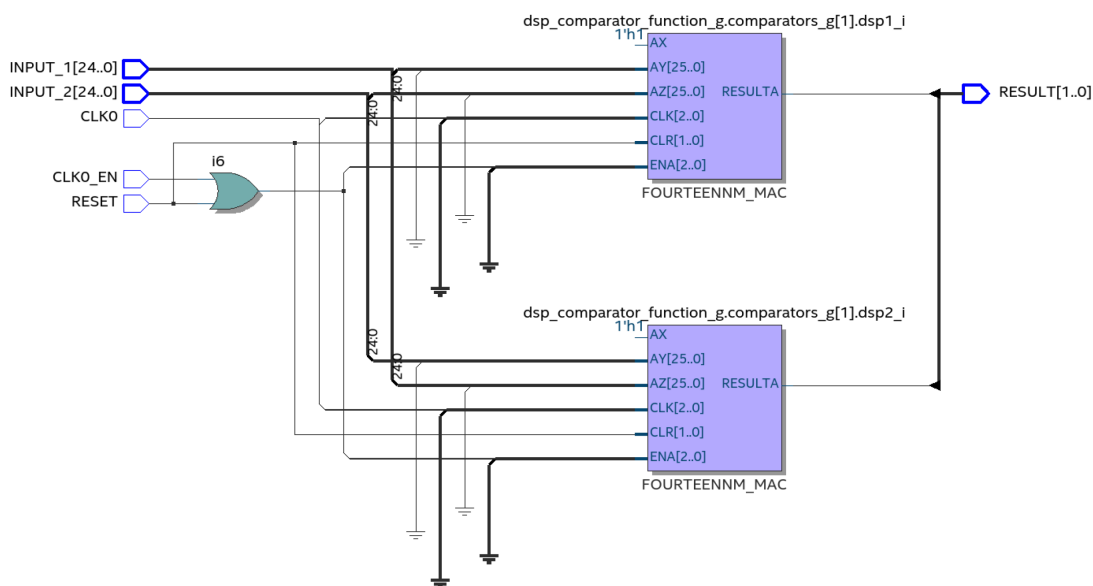 dsp_comparator_function_g.comparators_g[1].dsp1_i
1'h1
AX
INPUT_1[24..0]
AY[25..0]
24:0
INPUT_2[24..0]
AZ[25..0]
RESULTA
RESULT[1..0]
24:0
CLK0
CLK[2..0]
CLR[1..0]
i6
ENA[2..0]
CLK0_EN
FOURTEENNM_MAC
RESET
dsp_comparator_function_g.comparators_g[1].dsp2_i
1'h1
AX
24:0
AY[25..0]
24:0
AZ[25..0]
RESULTA
CLK[2..0]
CLR[1..0]
ENA[2..0]
FOURTEENNM_MAC